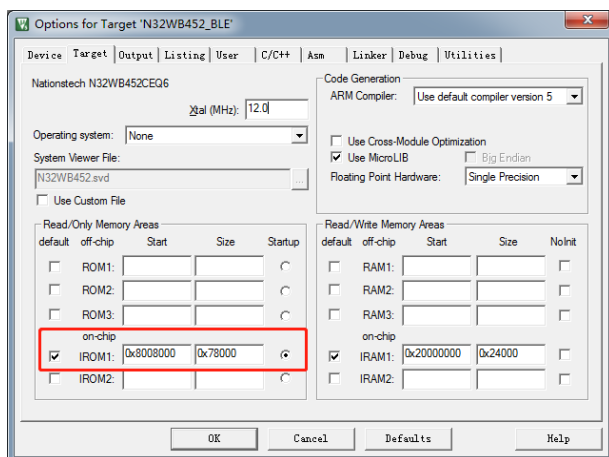 Options for Target 'N32WB452_BLE'
Device Target Output Listing User C/C++ Asm Linker Debug Utilities
Nationstech N32WB452CEQ6
Xtal (MHz): 12.0
Operating system: None
System Viewer File:
N32WB452.svd ...
Use Custom File
Code Generation
ARM Compiler: Use default compiler version 5
Use Cross-Module Optimization
Use MicroLIB Big Endian
Floating Point Hardware: Single Precision
Read/Only Memory Areas
default off-chip Start Size Startup
ROM1:
ROM2:
ROM3:
on-chip
IROM1: 0x8008000 0x78000
IROM2:
Read/Write Memory Areas
default off-chip Start Size NoInit
RAM1:
RAM2:
RAM3:
on-chip
IRAM1: 0x20000000 0x24000
IRAM2:
OK Cancel Defaults Help